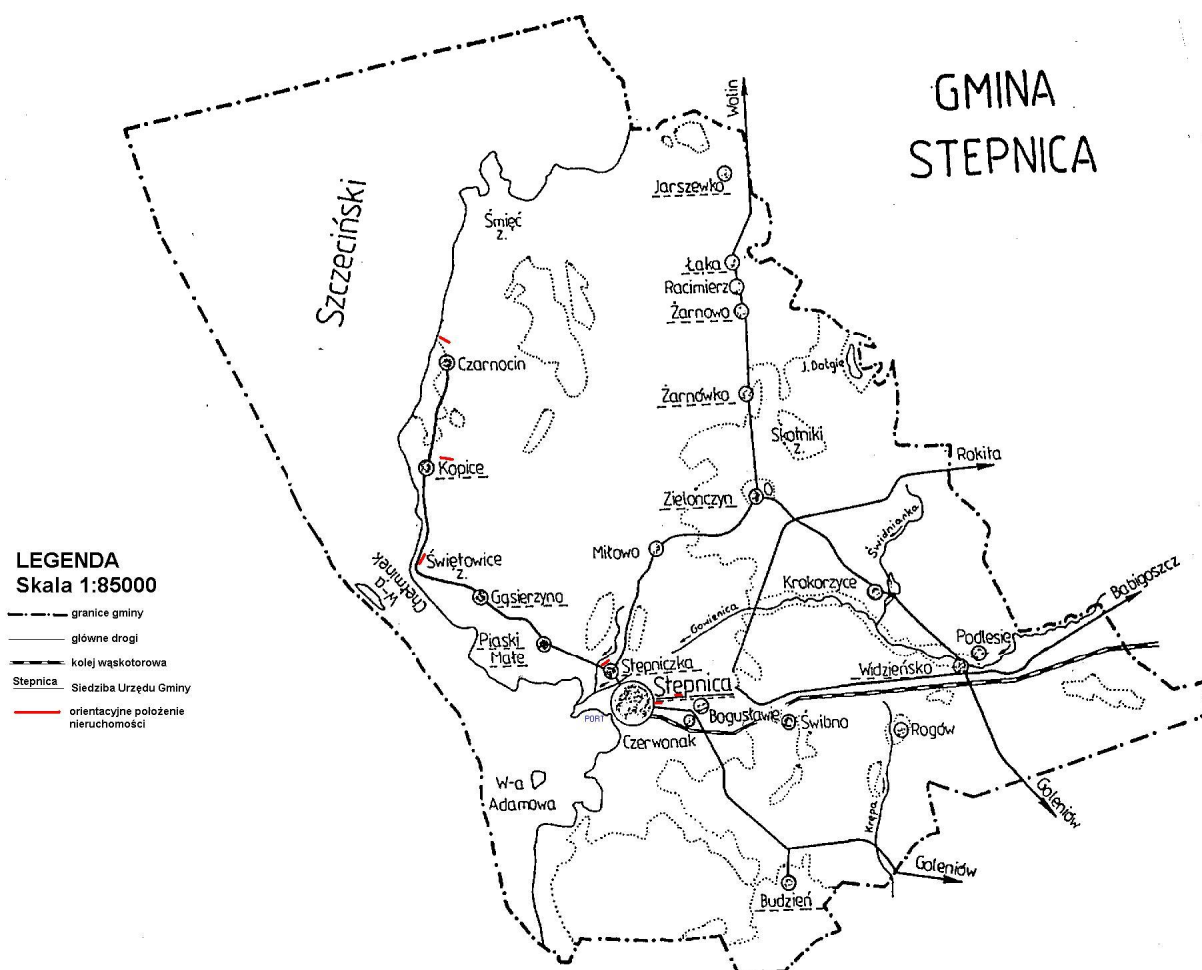 GMINA
STEPNICA
Wolin
Jarszewko
Szczeciński
Śmięć
z.
Łąka
Racimierz
Żarnowo
J. Dołgie
Czarnocin
Żarnówko
Skotniki
z.
Rokita
Kopice
Zielonczyn
Świdnianka
LEGENDA
Skala 1:85000
granice gminy
główne drogi
kolej wąskotorowa
Stepnica
Siedziba Urzędu Gminy
orientacyjne położenie
nieruchomości
W-a
Chełminek
Świętowice
z.
Miłowo
Gąsierzyno
Krokorzyce
Babigoszcz
Gowienica
Piaski
Małe
Podlesie
Stepniczka
Widzieńsko
Stepnica
PORT
Bogusławie
Świbno
Rogów
Czerwonak
W-a
Adamowa
Krępa
Goleniów
Goleniów
Budzień